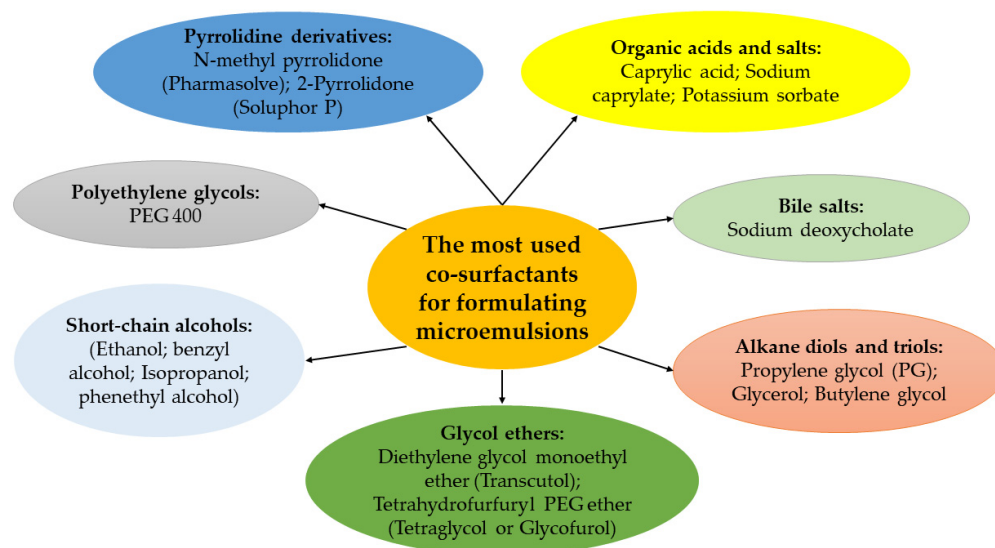 Pyrrolidine derivatives:
N-methyl pyrrolidone
(Pharmasolve); 2-Pyrrolidone
(Soluphor P)
Organic acids and salts:
Caprylic acid; Sodium
caprylate; Potassium sorbate
Polyethylene glycols:
PEG 400
Bile salts:
Sodium deoxycholate
The most used
co-surfactants
for formulating
microemulsions
Short-chain alcohols:
(Ethanol; benzyl
alcohol; Isopropanol;
phenethyl alcohol)
Alkane diols and triols:
Propylene glycol (PG);
Glycerol; Butylene glycol
Glycol ethers:
Diethylene glycol monoethyl
ether (Transcutol);
Tetrahydrofurfuryl PEG ether
(Tetraglycol or Glycofurol)